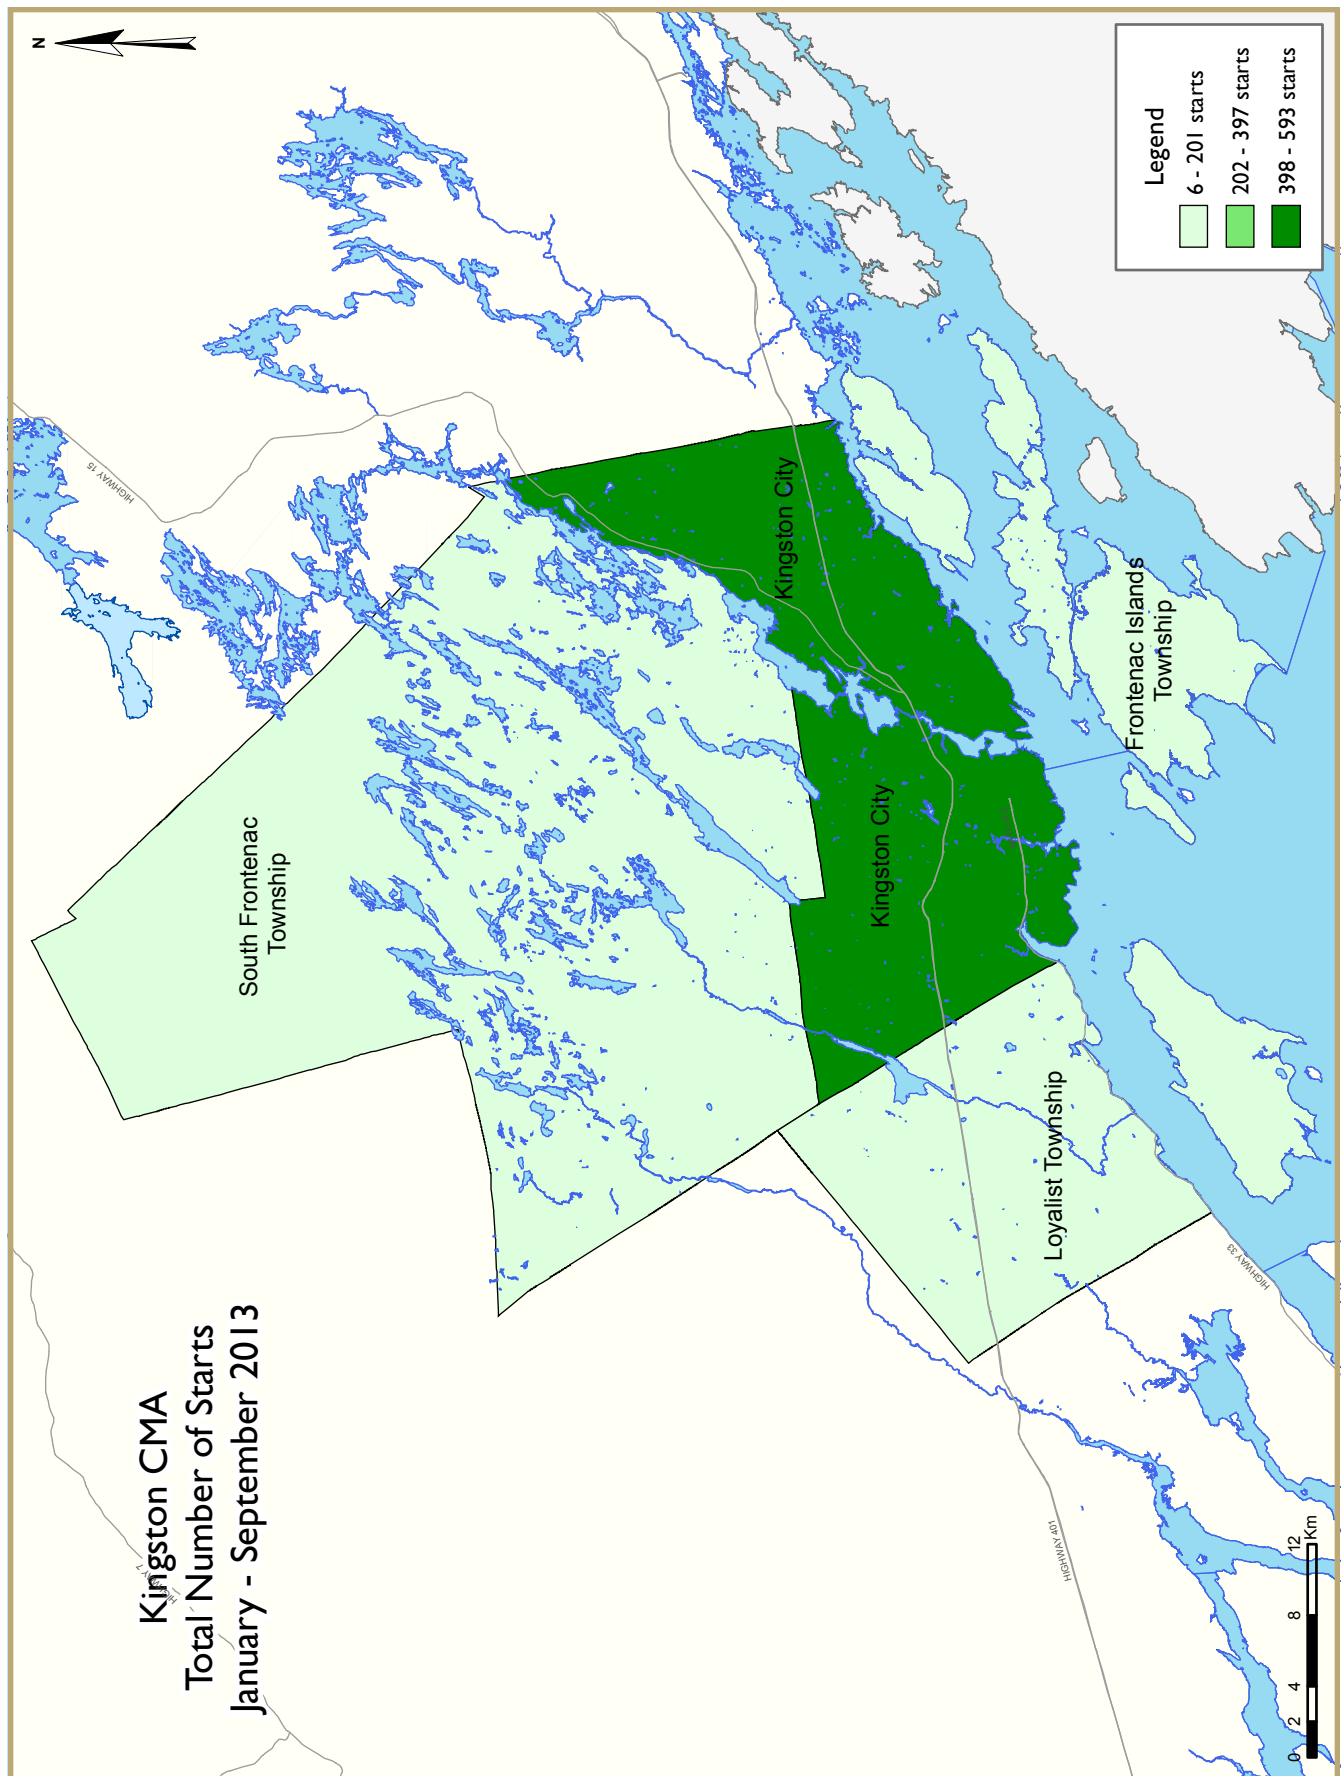 Kingston CMA
Total Number of Starts
January - September 2013
N
Legend
6 - 201 starts
202 - 397 starts
398 - 593 starts
HIGHWAY 7
HIGHWAY 15
South Frontenac
Township
Kingston City
Kingston City
Frontenac Islands
Township
Loyalist Township
HIGHWAY 33
HIGHWAY 401
0 2 4 8 12
Km